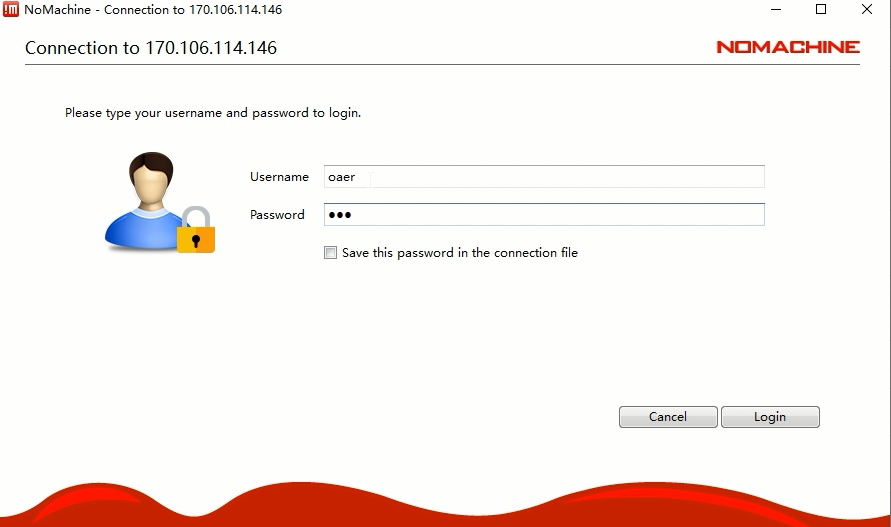 !M NoMachine - Connection to 170.106.114.146
Connection to 170.106.114.146 NOMACHINE
Please type your username and password to login.
Username oaer
Password ●●●
Save this password in the connection file
Cancel Login